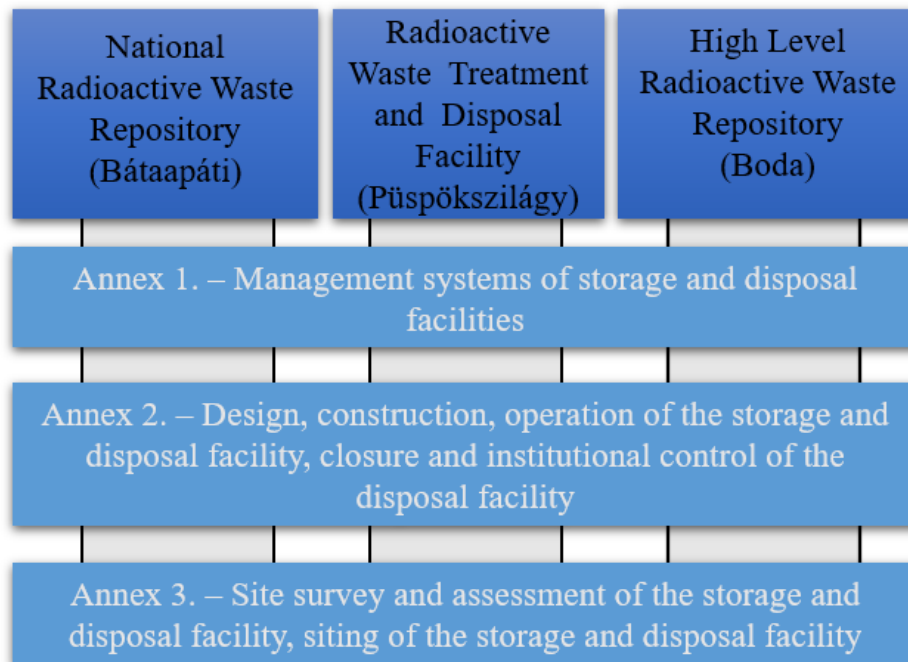 National
Radioactive Waste
Repository
(Bátaapáti)
Radioactive
Waste Treatment
and Disposal
Facility
(Püspökszilágy)
High Level
Radioactive Waste
Repository
(Boda)
Annex 1. – Management systems of storage and disposal
facilities
Annex 2. – Design, construction, operation of the storage and
disposal facility, closure and institutional control of the
disposal facility
Annex 3. – Site survey and assessment of the storage and
disposal facility, siting of the storage and disposal facility